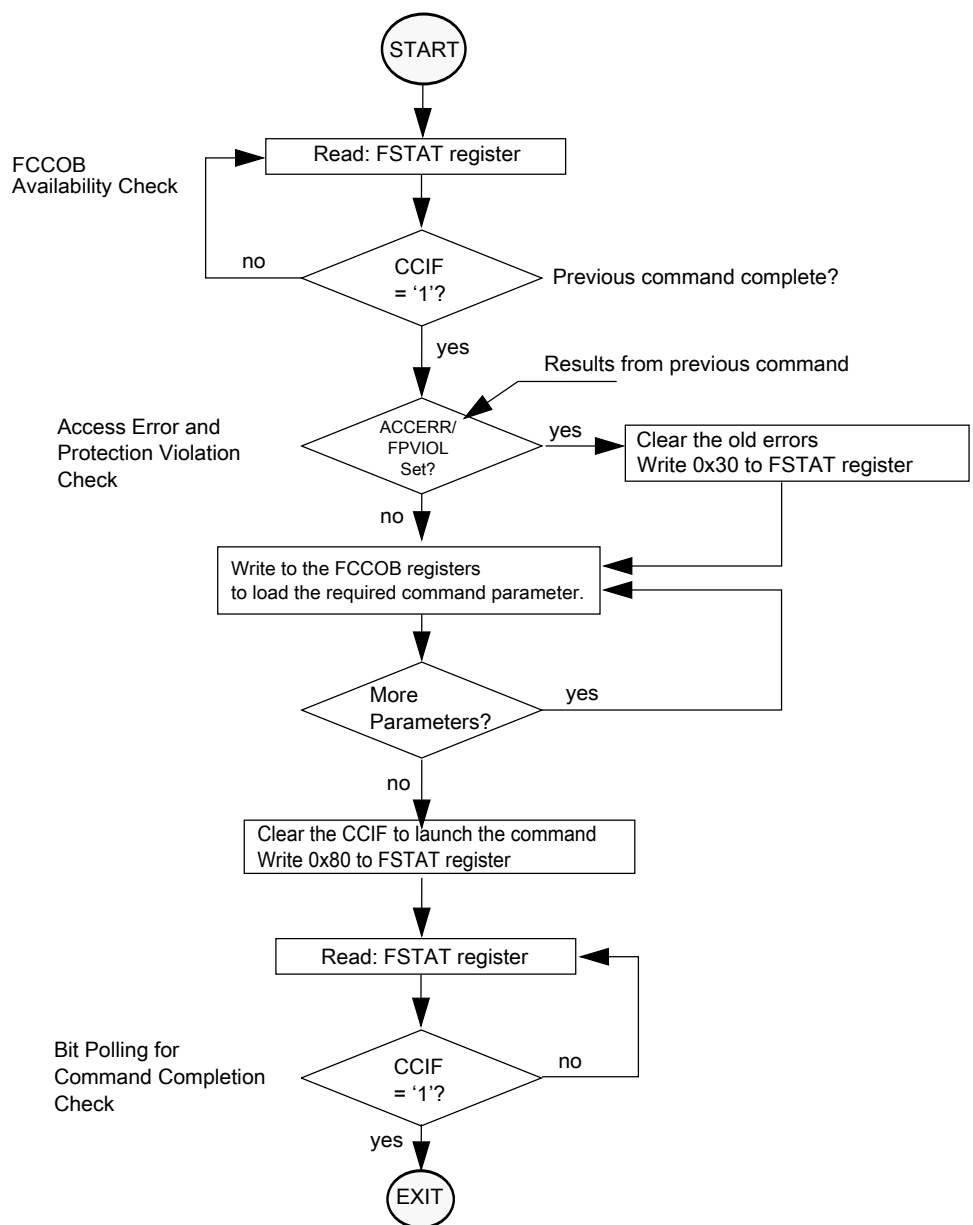 START
Read: FSTAT register
FCCOB
Availability Check
no
CCIF
= ‘1’?
Previous command complete?
yes
Results from previous command
Access Error and
Protection Violation
Check
ACCERR/
FPVIOL
Set?
yes
Clear the old errors
Write 0x30 to FSTAT register
no
Write to the FCCOB registers
to load the required command parameter.
More
Parameters?
yes
no
Clear the CCIF to launch the command
Write 0x80 to FSTAT register
Read: FSTAT register
Bit Polling for
Command Completion
Check
CCIF
= ‘1’?
no
yes
EXIT